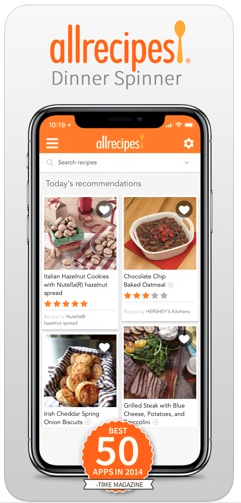 allrecipes!®
Dinner Spinner
10:19
allrecipes!
Search recipes
Today's recommendations
Italian Hazelnut Cookies
with Nutella(R) hazelnut
spread
Recipe by Nutella®
hazelnut spread
Chocolate Chip
Baked Oatmeal
Recipe by HERSHEY'S Kitchens
Irish Cheddar Spring
Onion Biscuits
Grilled Steak with Blue
Cheese, Potatoes, and
Broccolini
BEST
50
APPS IN 2014
-TIME MAGAZINE